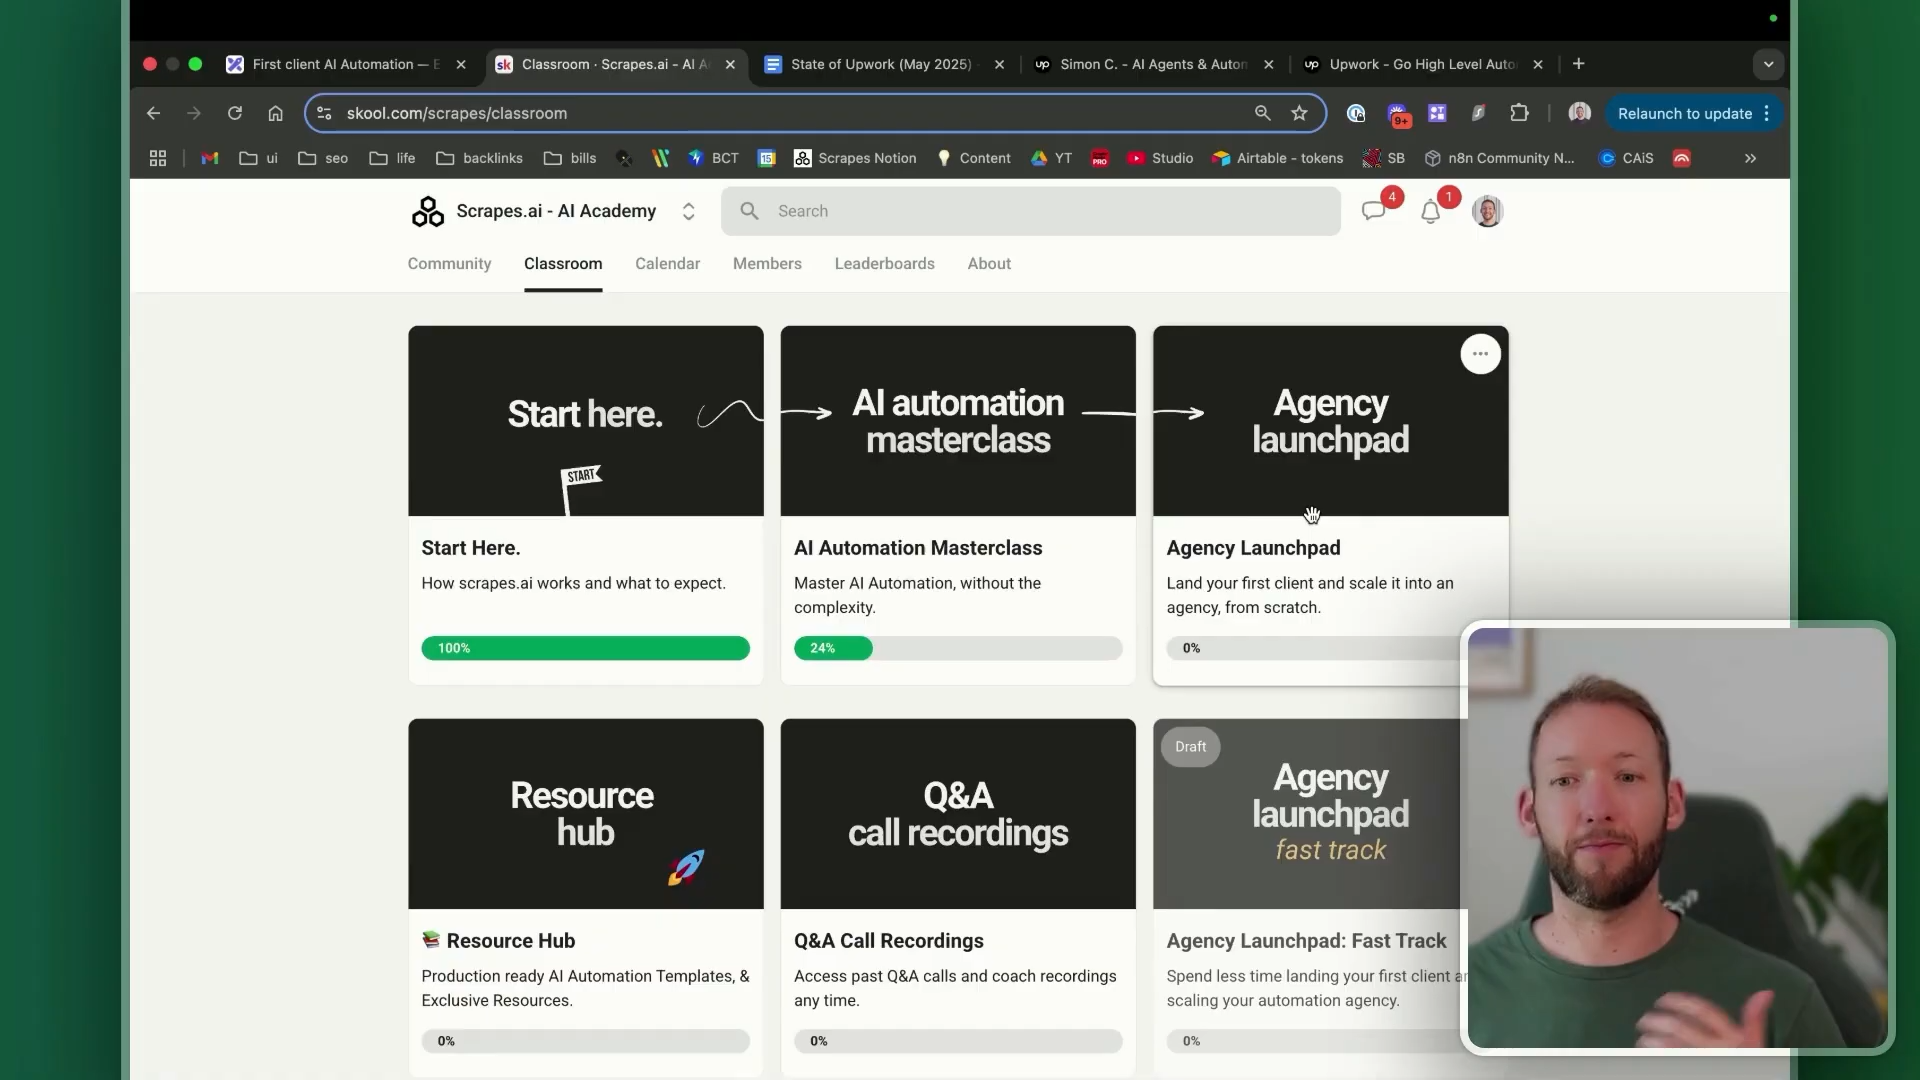 First client AI Automation —
Classroom · Scrapes.ai - AI A
State of Upwork (May 2025)
Simon C. - AI Agents & Auton
Upwork - Go High Level Auto
skool.com/scrapes/classroom
9+
Relaunch to update
ui
seo
life
backlinks
bills
BCT
15
Scrapes Notion
Content
YT
PRO
Studio
Airtable - tokens
SB
n8n Community N...
CAiS
Scrapes.ai - AI Academy
Search
4
1
Community
Classroom
Calendar
Members
Leaderboards
About
Start here.
START
AI automation
masterclass
Agency
launchpad
Start Here.
How scrapes.ai works and what to expect.
100%
AI Automation Masterclass
Master AI Automation, without the
complexity.
24%
Agency Launchpad
Land your first client and scale it into an
agency, from scratch.
0%
Resource
hub
Q&A
call recordings
Draft
Agency
launchpad
fast track
📚 Resource Hub
Production ready AI Automation Templates, &
Exclusive Resources.
0%
Q&A Call Recordings
Access past Q&A calls and coach recordings
any time.
0%
Agency Launchpad: Fast Track
Spend less time landing your first client
scaling your automation agency.
0%